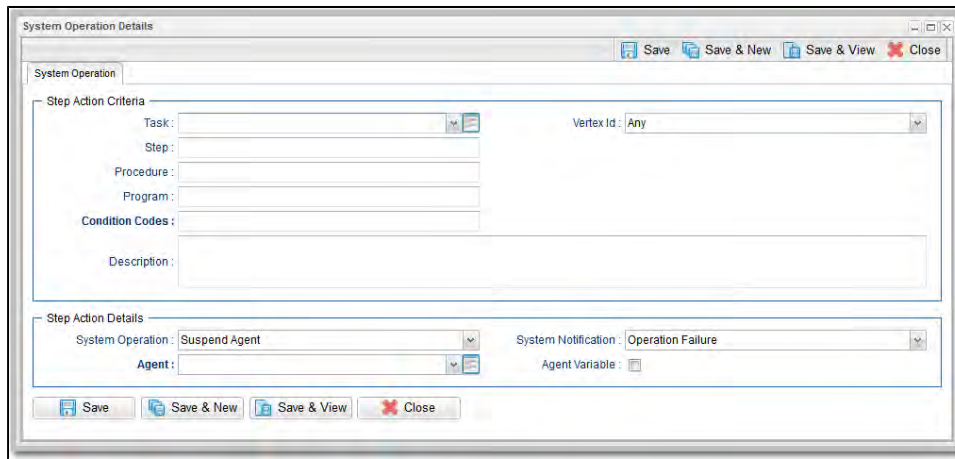 System Operation Details
Save Save & New Save & View Close
System Operation
Step Action Criteria
Task : Vertex Id : Any
Step :
Procedure :
Program :
Condition Codes :
Description :
Step Action Details
System Operation : Suspend Agent System Notification : Operation Failure
Agent : Agent Variable :
Save Save & New Save & View Close